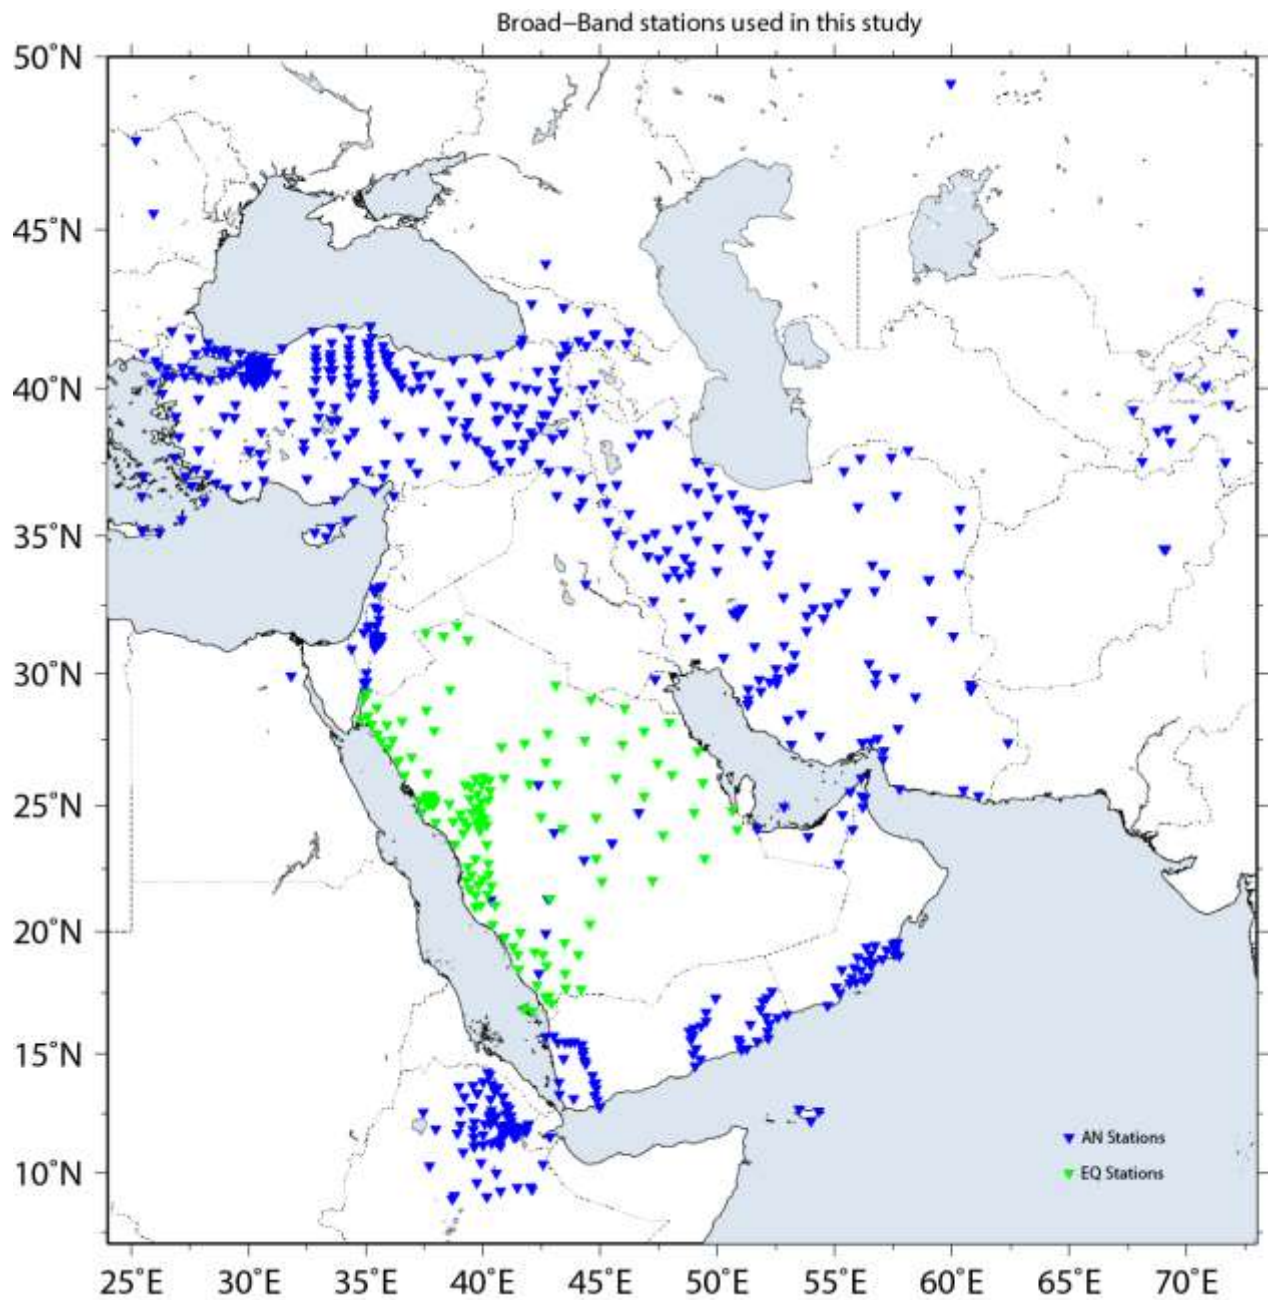 Broad–Band stations used in this study
50˚N
45˚N
40˚N
35˚N
30˚N
25˚N
20˚N
15˚N
10˚N
AN Stations
EQ Stations
25˚E 30˚E 35˚E 40˚E 45˚E 50˚E 55˚E 60˚E 65˚E 70˚E